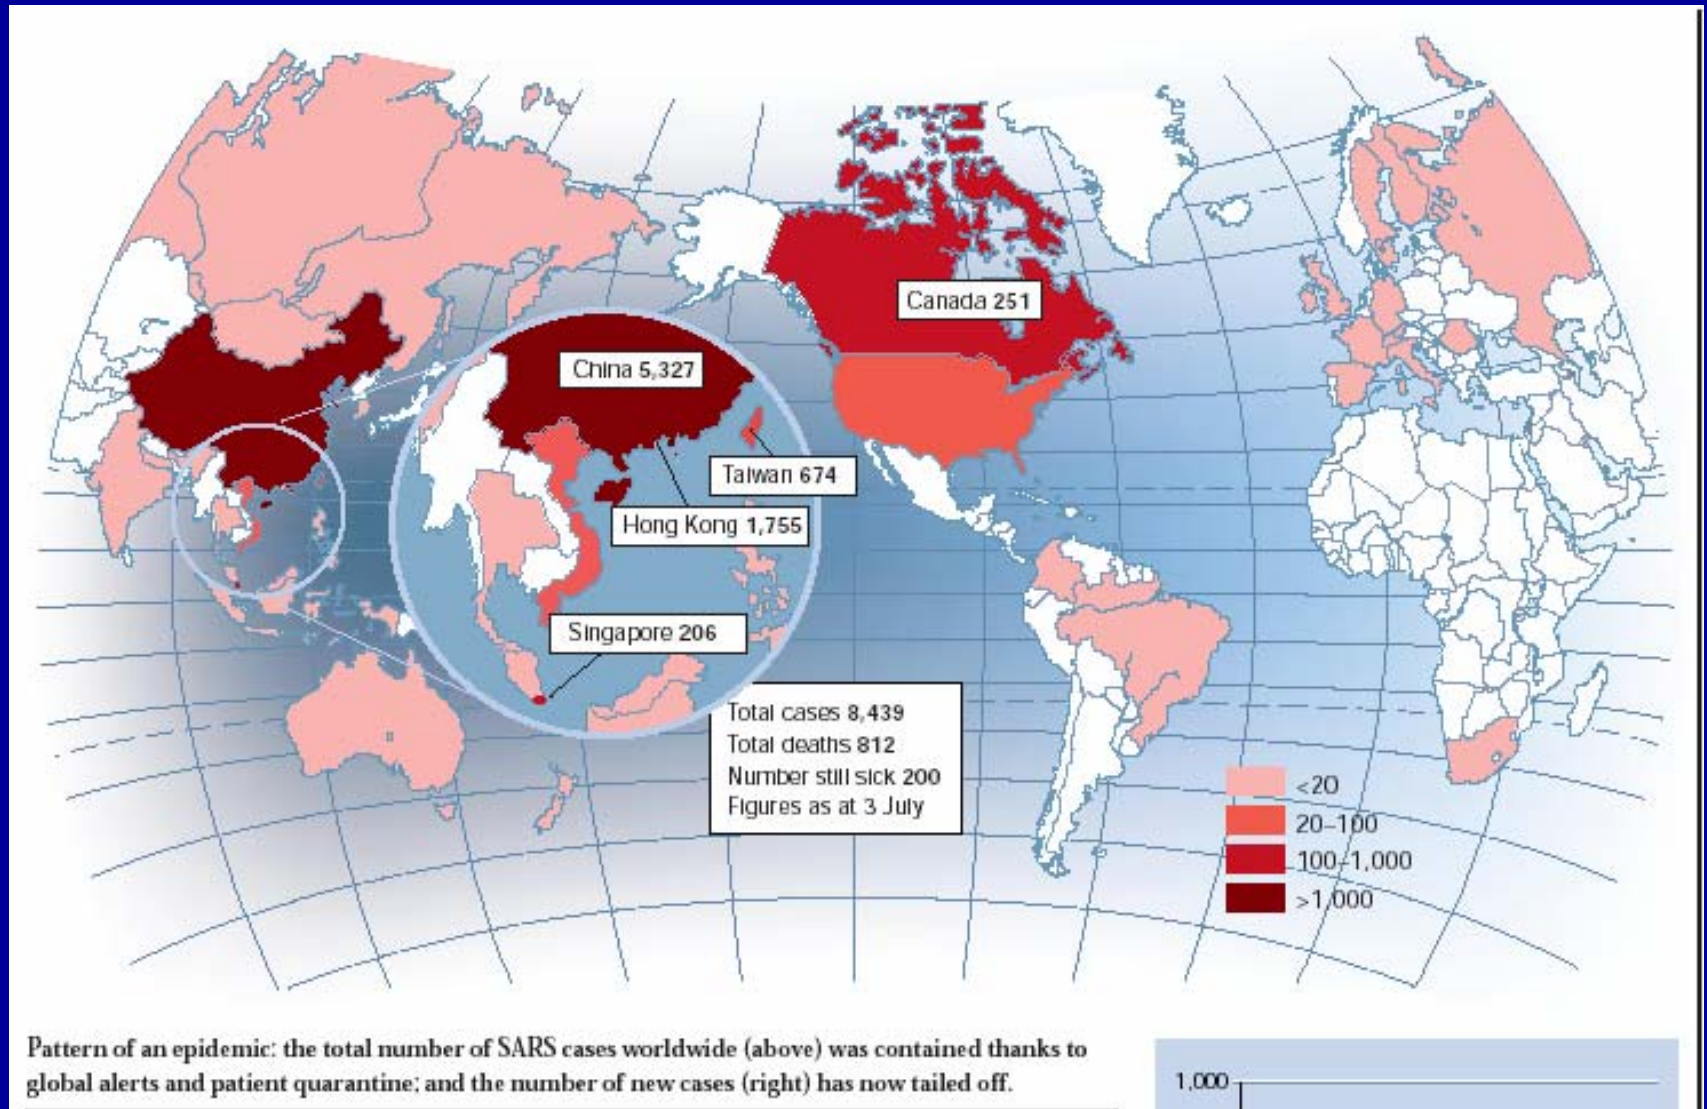 Canada 251
China 5,327
Taiwan 674
Hong Kong 1,755
Singapore 206
Total cases 8,439
Total deaths 812
Number still sick 200
Figures as at 3 July
<20
20–100
100–1,000
>1,000
Pattern of an epidemic: the total number of SARS cases worldwide (above) was contained thanks to
global alerts and patient quarantine; and the number of new cases (right) has now tailed off.
1,000